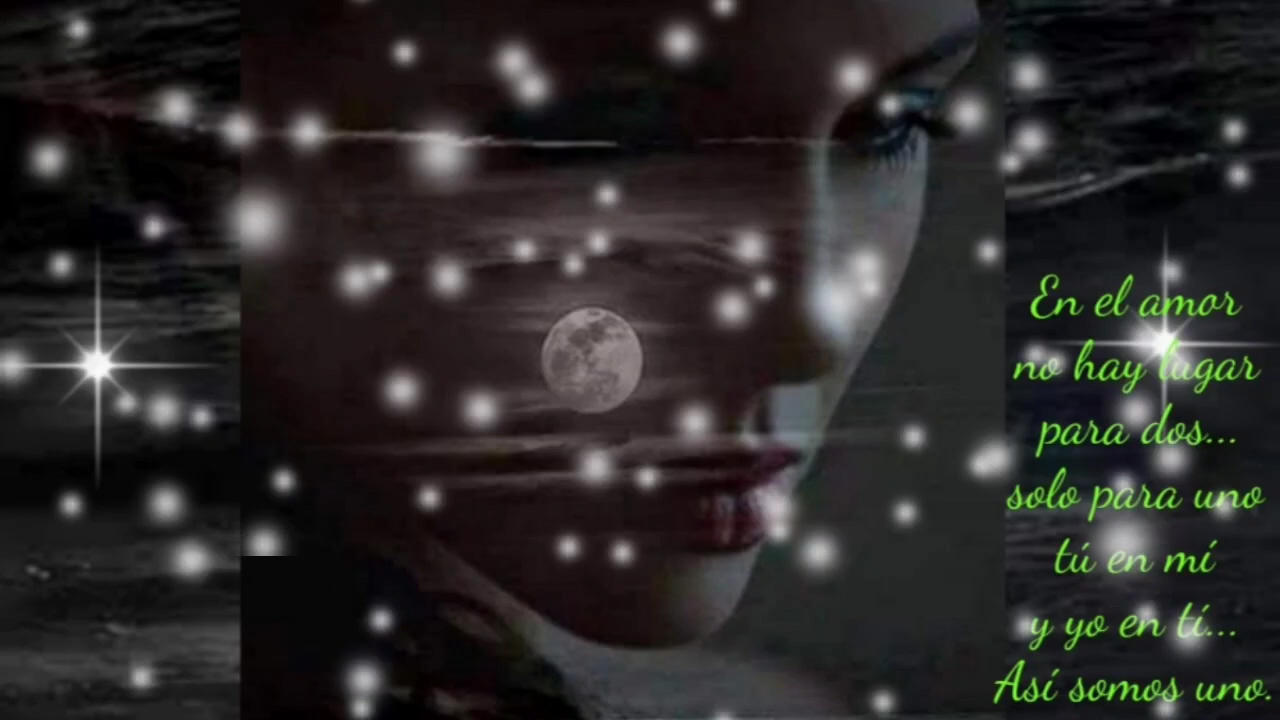 En el amor
no hay lugar
para dos...
solo para uno
tú en mí
y yo en tí...
Así somos uno.